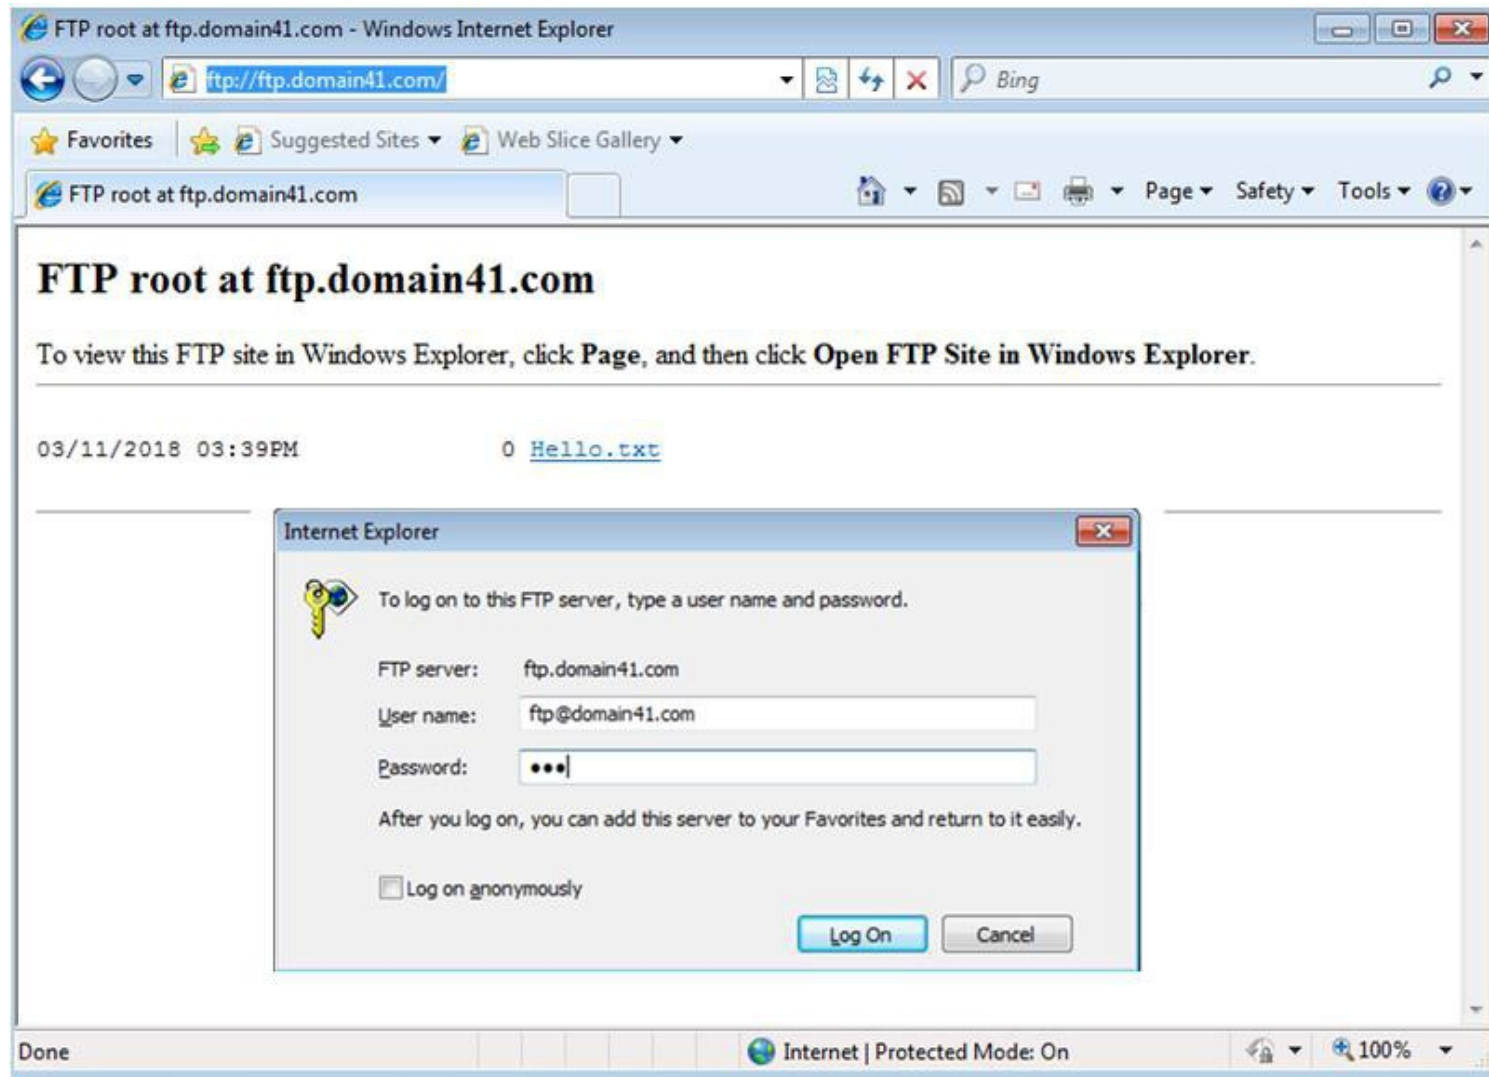 FTP root at ftp.domain41.com - Windows Internet Explorer
ftp://ftp.domain41.com/
Bing
Favorites Suggested Sites Web Slice Gallery
FTP root at ftp.domain41.com
Page Safety Tools
FTP root at ftp.domain41.com
To view this FTP site in Windows Explorer, click Page, and then click Open FTP Site in Windows Explorer.
03/11/2018 03:39PM 0 Hello.txt
Internet Explorer
To log on to this FTP server, type a user name and password.
FTP server: ftp.domain41.com
User name: ftp@domain41.com
Password: •••
After you log on, you can add this server to your Favorites and return to it easily.
Log on anonymously
Log On Cancel
Done Internet | Protected Mode: On 100%